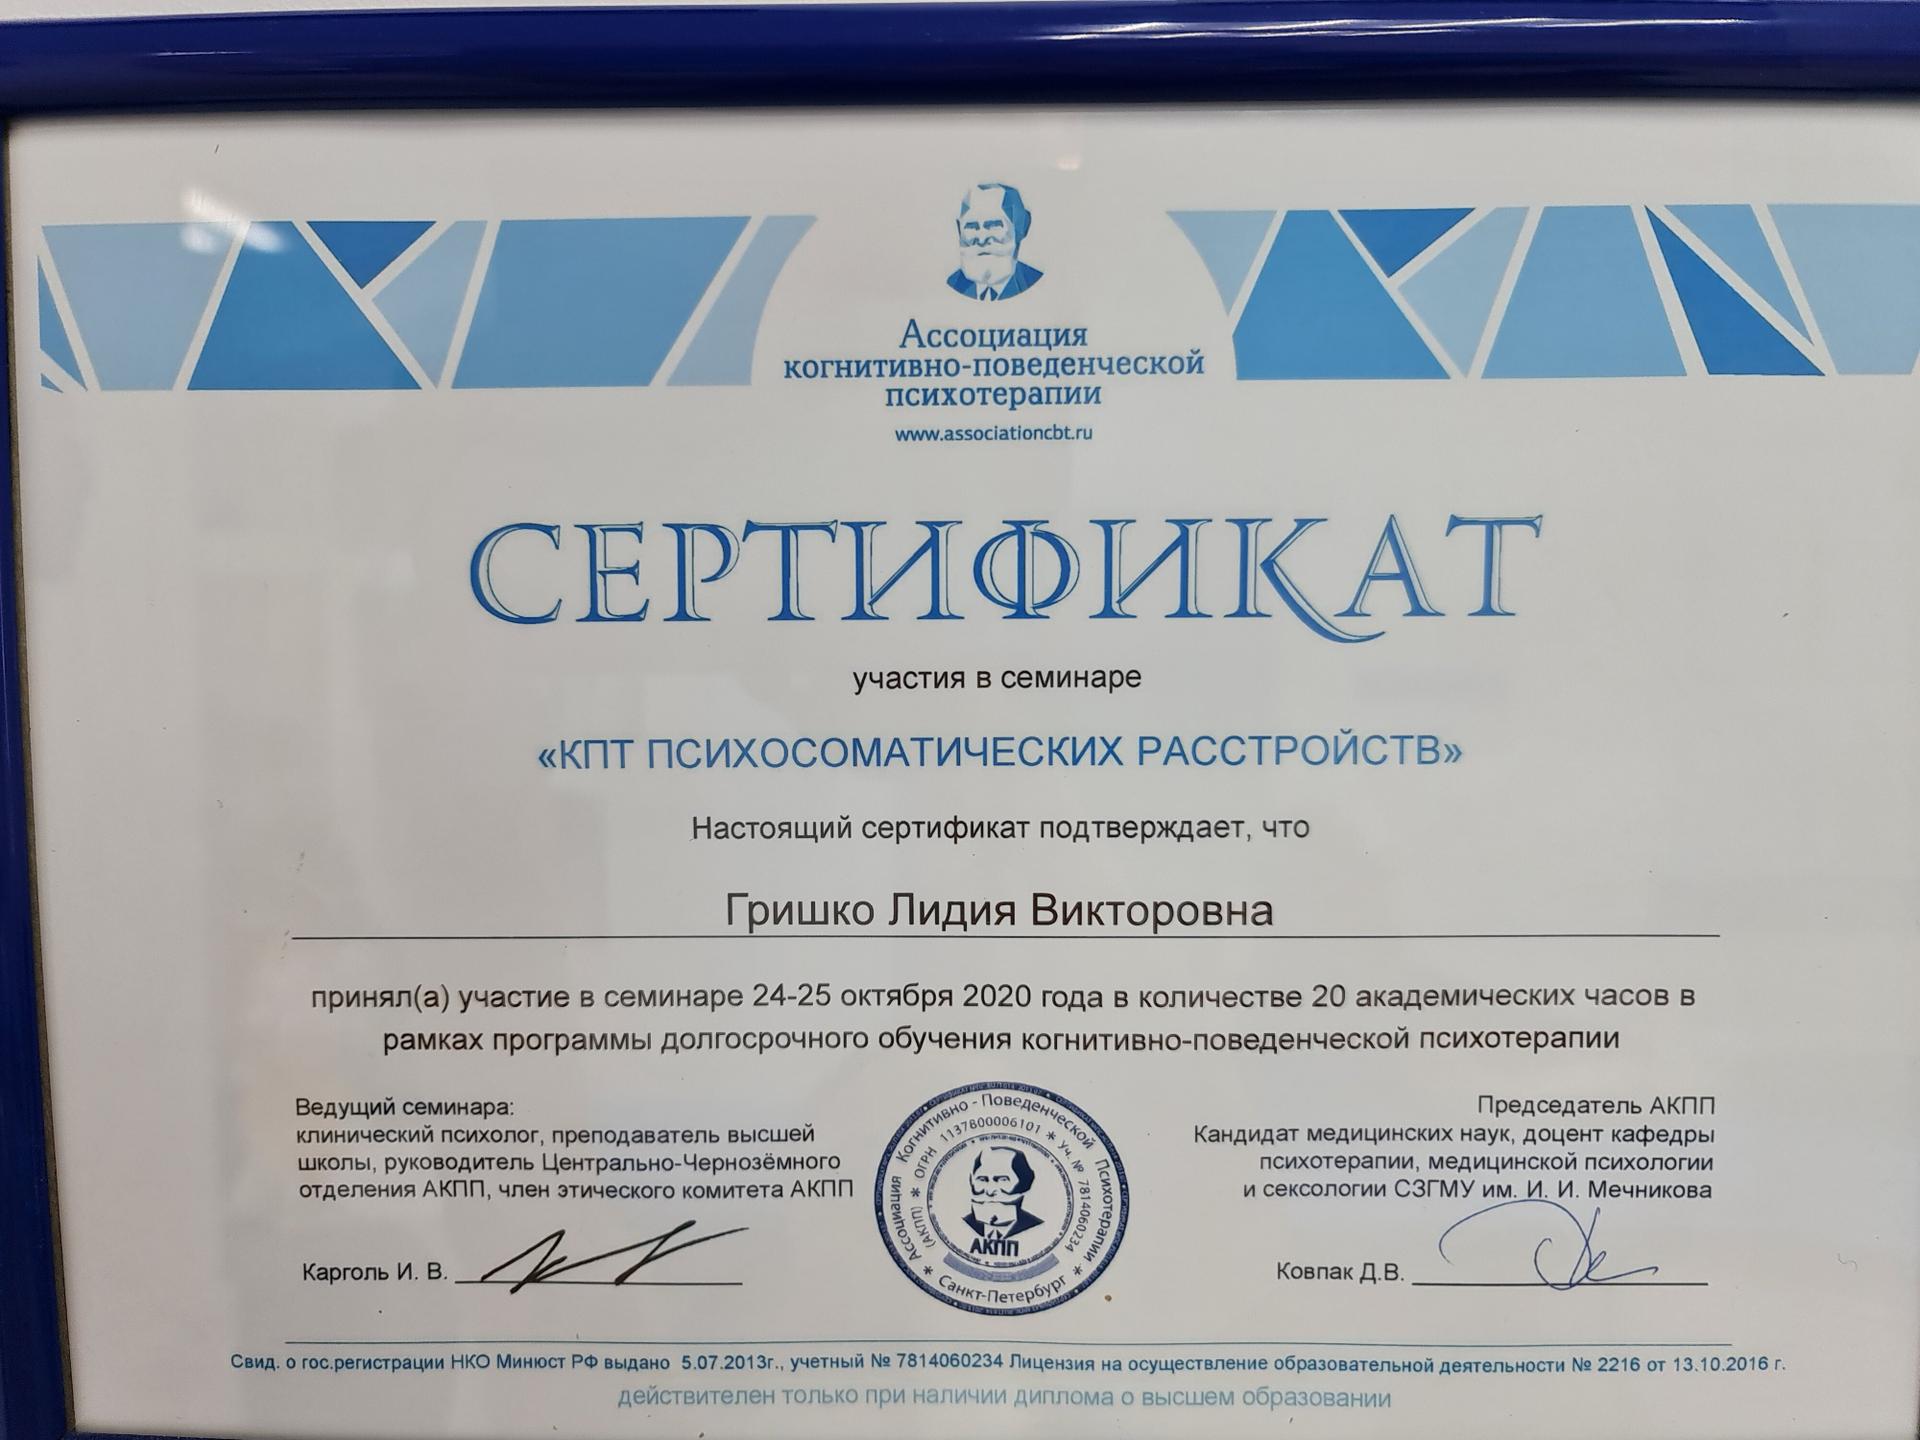 Ассоциация
когнитивно-поведенческой
психотерапии
www.associationcbt.ru
СЕРТИФИКАТ
участия в семинаре
«КПТ ПСИХОСОМАТИЧЕСКИХ РАССТРОЙСТВ»
Настоящий сертификат подтверждает, что
Гришко Лидия Викторовна
принял(а) участие в семинаре 24-25 октября 2020 года в количестве 20 академических часов в
рамках программы долгосрочного обучения когнитивно-поведенческой психотерапии
Ведущий семинара:
клинический психолог, преподаватель высшей
школы, руководитель Центрально-Чернозёмного
отделения АКПП, член этического комитета АКПП
Карголь И. В.
Ассоциация Когнитивно - Поведенческой Психотерапии
(АКПП) * ОГРН 1137800006101 * Уч. № 7814060234
АКПП
* Санкт-Петербург *
Председатель АКПП
Кандидат медицинских наук, доцент кафедры
психотерапии, медицинской психологии
и сексологии СЗГМУ им. И. И. Мечникова
Ковпак Д.В.
Свид. о гос.регистрации НКО Минюст РФ выдано 5.07.2013г., учетный № 7814060234 Лицензия на осуществление образовательной деятельности № 2216 от 13.10.2016 г.
действителен только при наличии диплома о высшем образовании